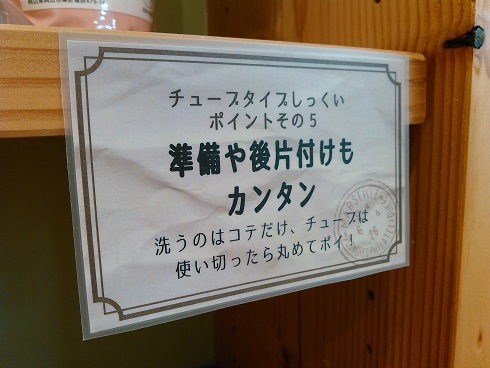 チューブタイプしっくい
ポイントその5
準備や後片付けも
カンタン
洗うのはコテだけ、チューブは
使い切ったら丸めてポイ!